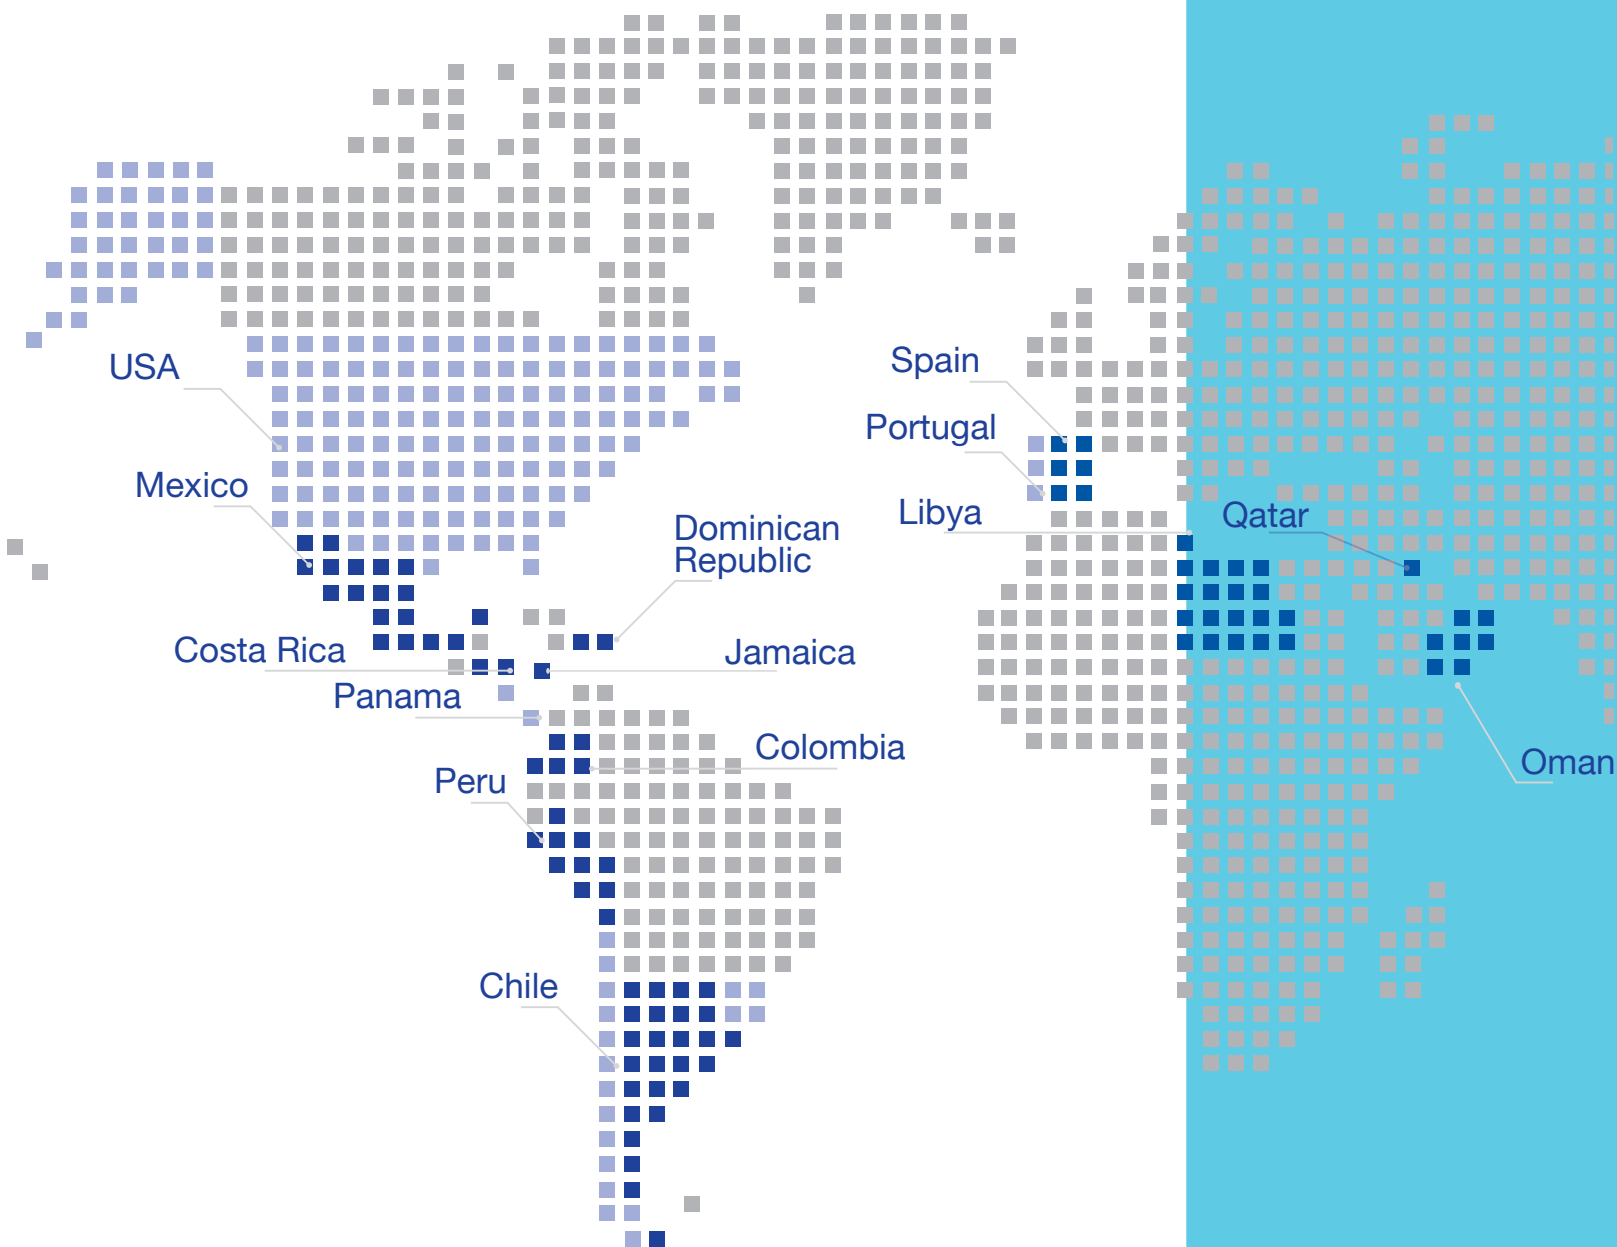 USA
Spain
Portugal
Mexico
Libya
Qatar
Dominican
Republic
Costa Rica
Jamaica
Panama
Colombia
Peru
Oman
Chile